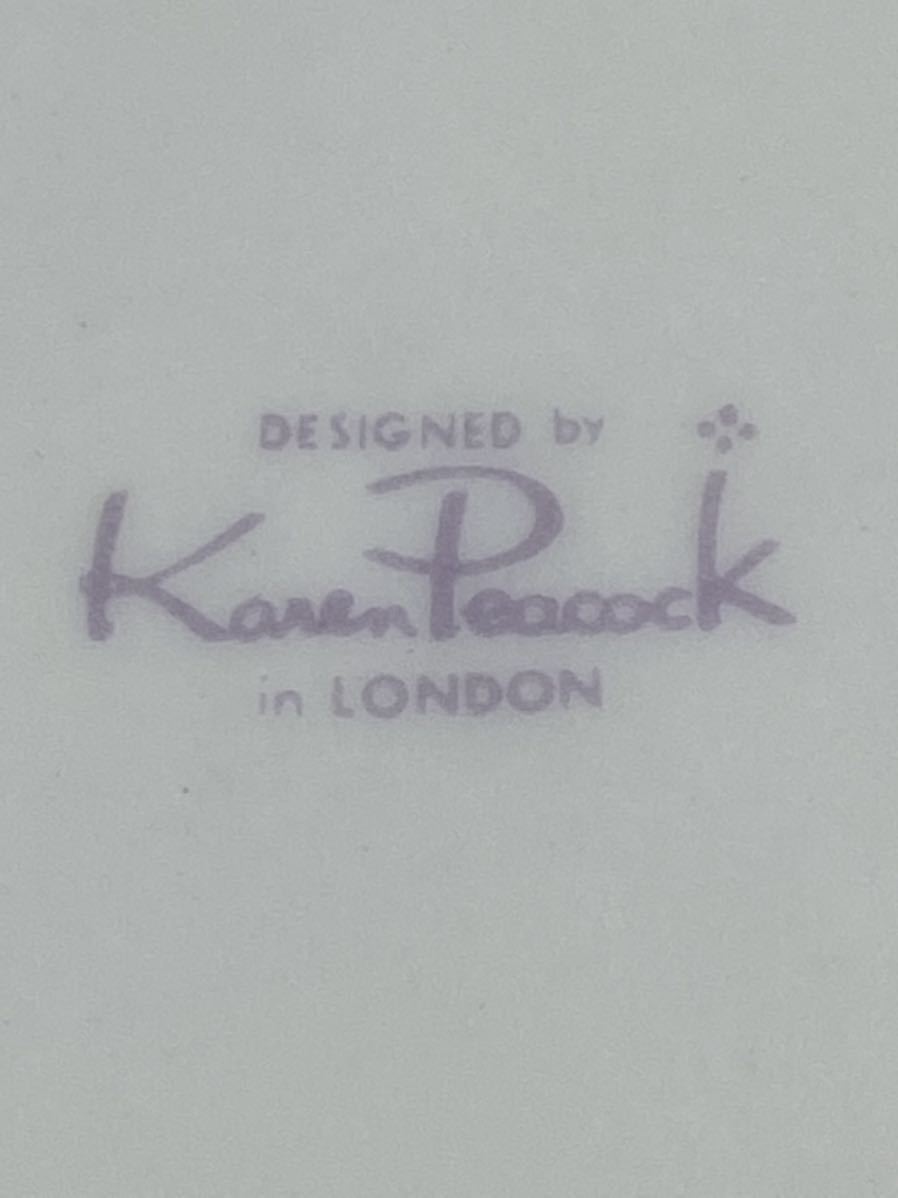 DESIGNED by
Karen Peacock
in LONDON